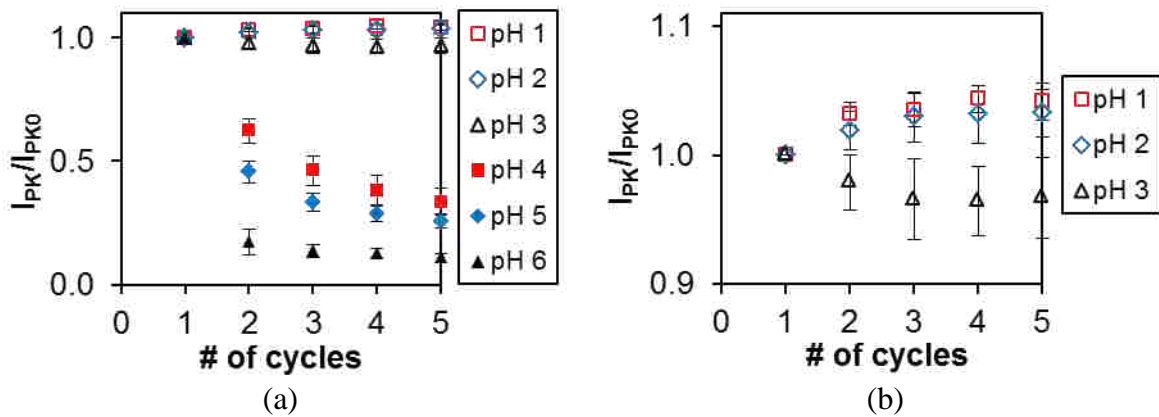 I_PK/I_PK0
1.0
0.5
0.0
0 1 2 3 4 5
# of cycles
pH 1
pH 2
pH 3
pH 4
pH 5
pH 6
(a)
I_PK/I_PK0
1.1
1.0
0.9
0 1 2 3 4 5
# of cycles
pH 1
pH 2
pH 3
(b)